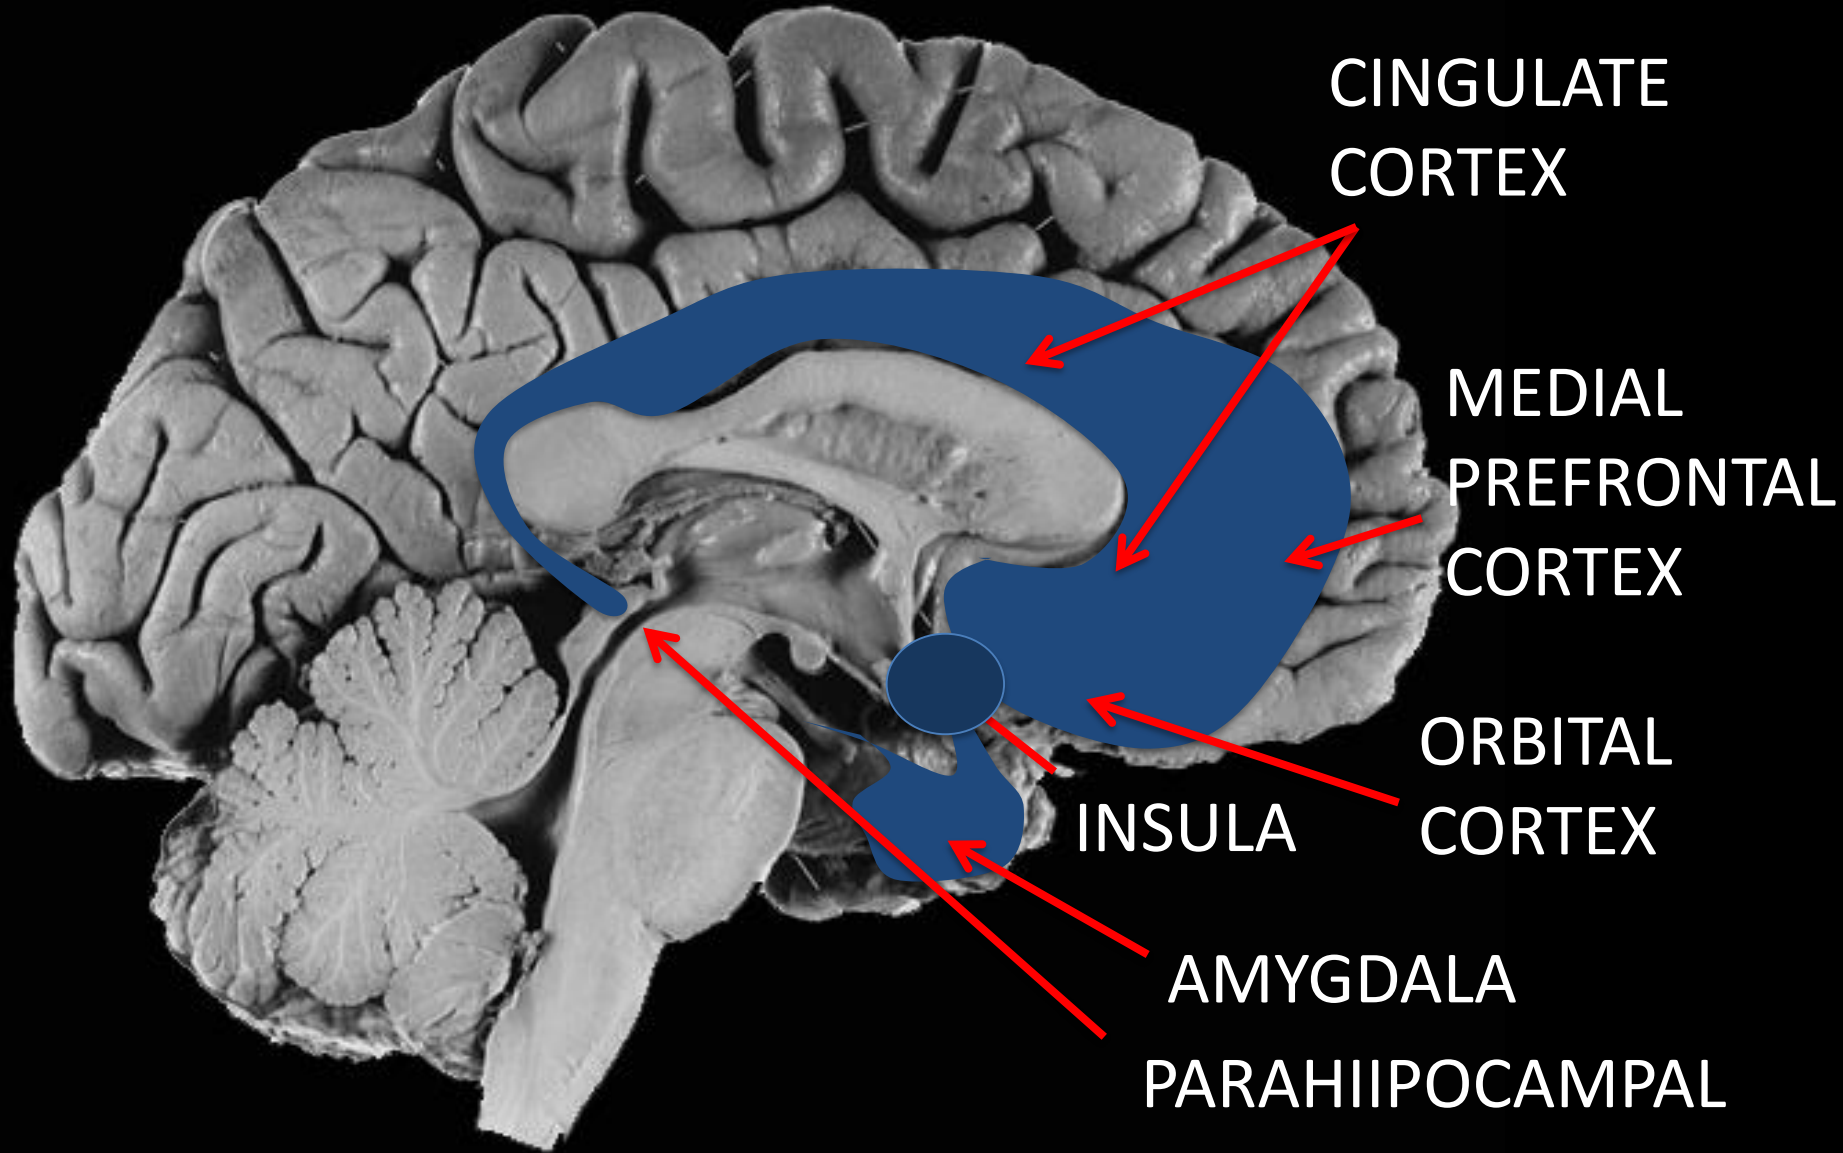 CINGULATE
CORTEX
MEDIAL
PREFRONTAL
CORTEX
ORBITAL
CORTEX
INSULA
AMYGDALA
PARAHIIPOCAMPAL